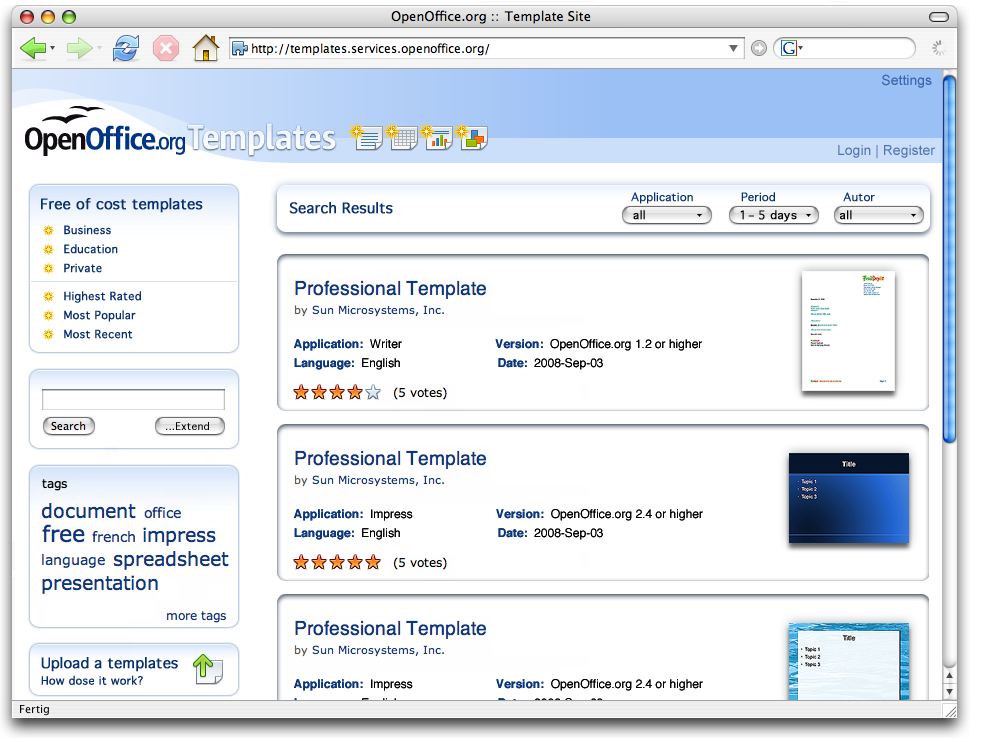 OpenOffice.org :: Template Site
http://templates.services.openoffice.org/
G
Settings
OpenOffice.org Templates
Login | Register
Free of cost templates
Business
Education
Private
Highest Rated
Most Popular
Most Recent
Search
...Extend
tags
document office
free french impress
language spreadsheet
presentation
more tags
Upload a templates
How dose it work?
Search Results
Application
all
Period
1 – 5 days
Autor
all
Professional Template
by Sun Microsystems, Inc.
Application: Writer
Version: OpenOffice.org 1.2 or higher
Language: English
Date: 2008-Sep-03
(5 votes)
Professional Template
by Sun Microsystems, Inc.
Application: Impress
Version: OpenOffice.org 2.4 or higher
Language: English
Date: 2008-Sep-03
(5 votes)
Title
Topic 1
Topic 2
Topic 3
Professional Template
by Sun Microsystems, Inc.
Application: Impress
Version: OpenOffice.org 2.4 or higher
Title
Topic 1
Topic 2
Topic 3
Fertig